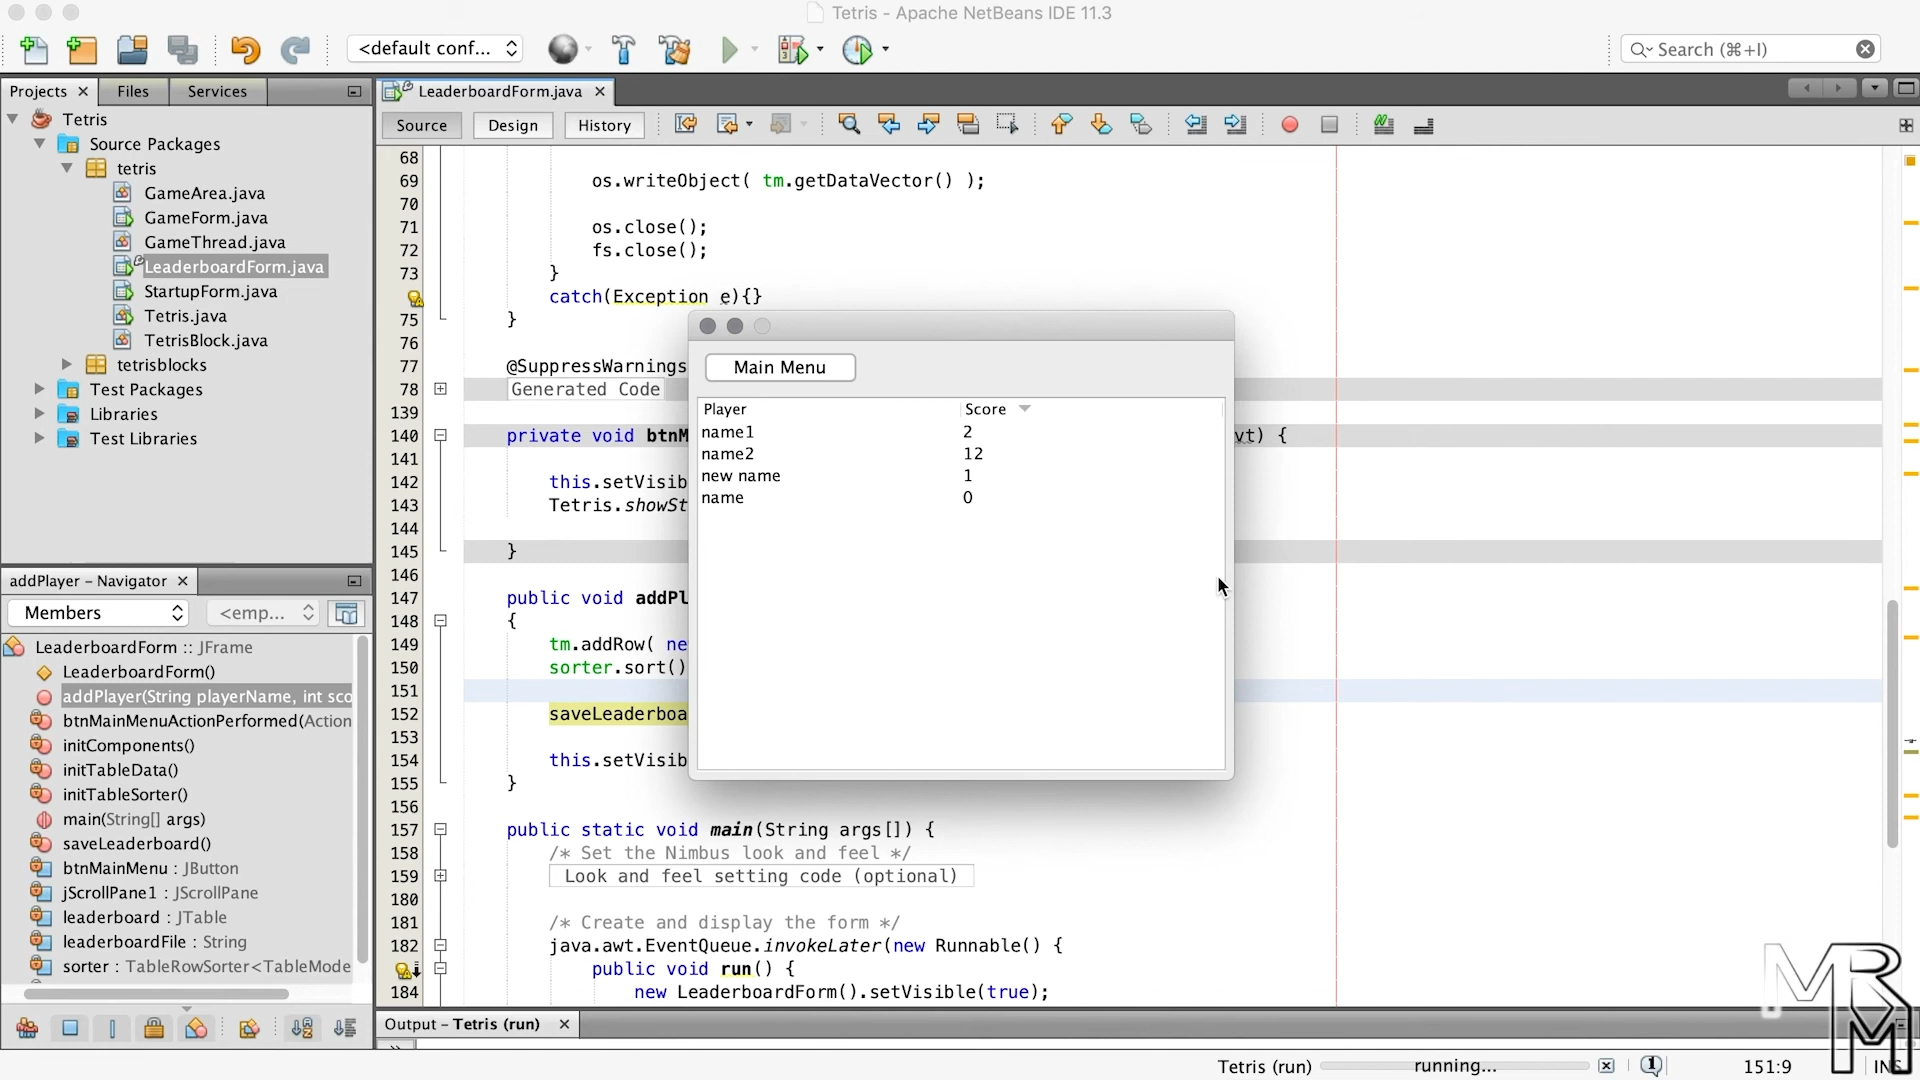 Tetris - Apache NetBeans IDE 11.3
<default conf...
Search (⌘+I)
Projects
Files
Services
LeaderboardForm.java
Source
Design
History
Tetris
Source Packages
tetris
GameArea.java
GameForm.java
GameThread.java
LeaderboardForm.java
StartupForm.java
Tetris.java
TetrisBlock.java
tetrisblocks
Test Packages
Libraries
Test Libraries
addPlayer - Navigator
Members
<emp...
LeaderboardForm :: JFrame
LeaderboardForm()
addPlayer(String playerName, int sco
btnMainMenuActionPerformed(Action
initComponents()
initTableData()
initTableSorter()
main(String[] args)
saveLeaderboard()
btnMainMenu : JButton
jScrollPane1 : JScrollPane
leaderboard : JTable
leaderboardFile : String
sorter : TableRowSorter<TableMode
68
69 os.writeObject( tm.getDataVector() );
70
71 os.close();
72 fs.close();
73 }
catch(Exception e){}
75 }
76
77 @SuppressWarnings
78 Generated Code
139
140 private void btnM vt) {
141
142 this.setVisib
143 Tetris.showSt
144
145 }
146
147 public void addPl
148 {
149 tm.addRow( ne
150 sorter.sort()
151
152 saveLeaderboa
153
154 this.setVisib
155 }
156
157 public static void main(String args[]) {
158 /* Set the Nimbus look and feel */
159 Look and feel setting code (optional)
180
181 /* Create and display the form */
182 java.awt.EventQueue.invokeLater(new Runnable() {
public void run() {
184 new LeaderboardForm().setVisible(true);
Main Menu
Player Score
name1 2
name2 12
new name 1
name 0
Output - Tetris (run)
Tetris (run) running... 1 151:9 INS
MRM